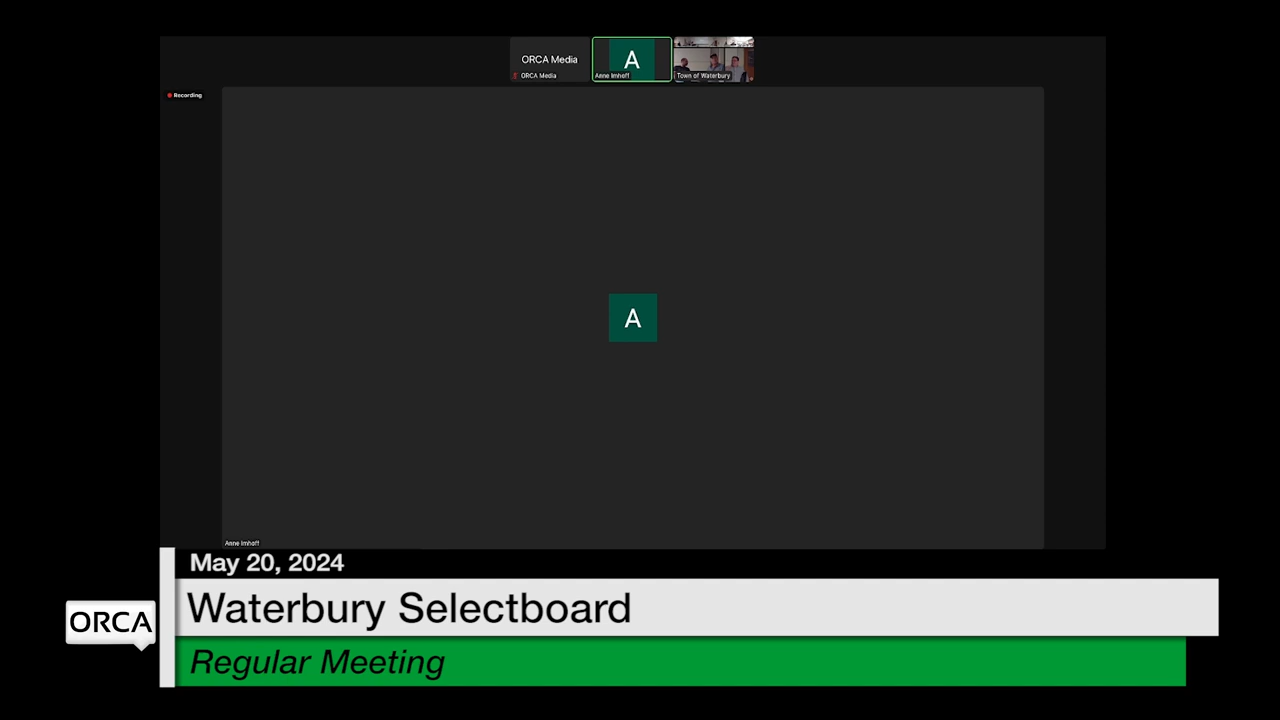 ORCA Media
A
ORCA Media
Anne Imhoff
Town of Waterbury
Recording
A
Anne Imhoff
May 20, 2024
Waterbury Selectboard
ORCA
Regular Meeting